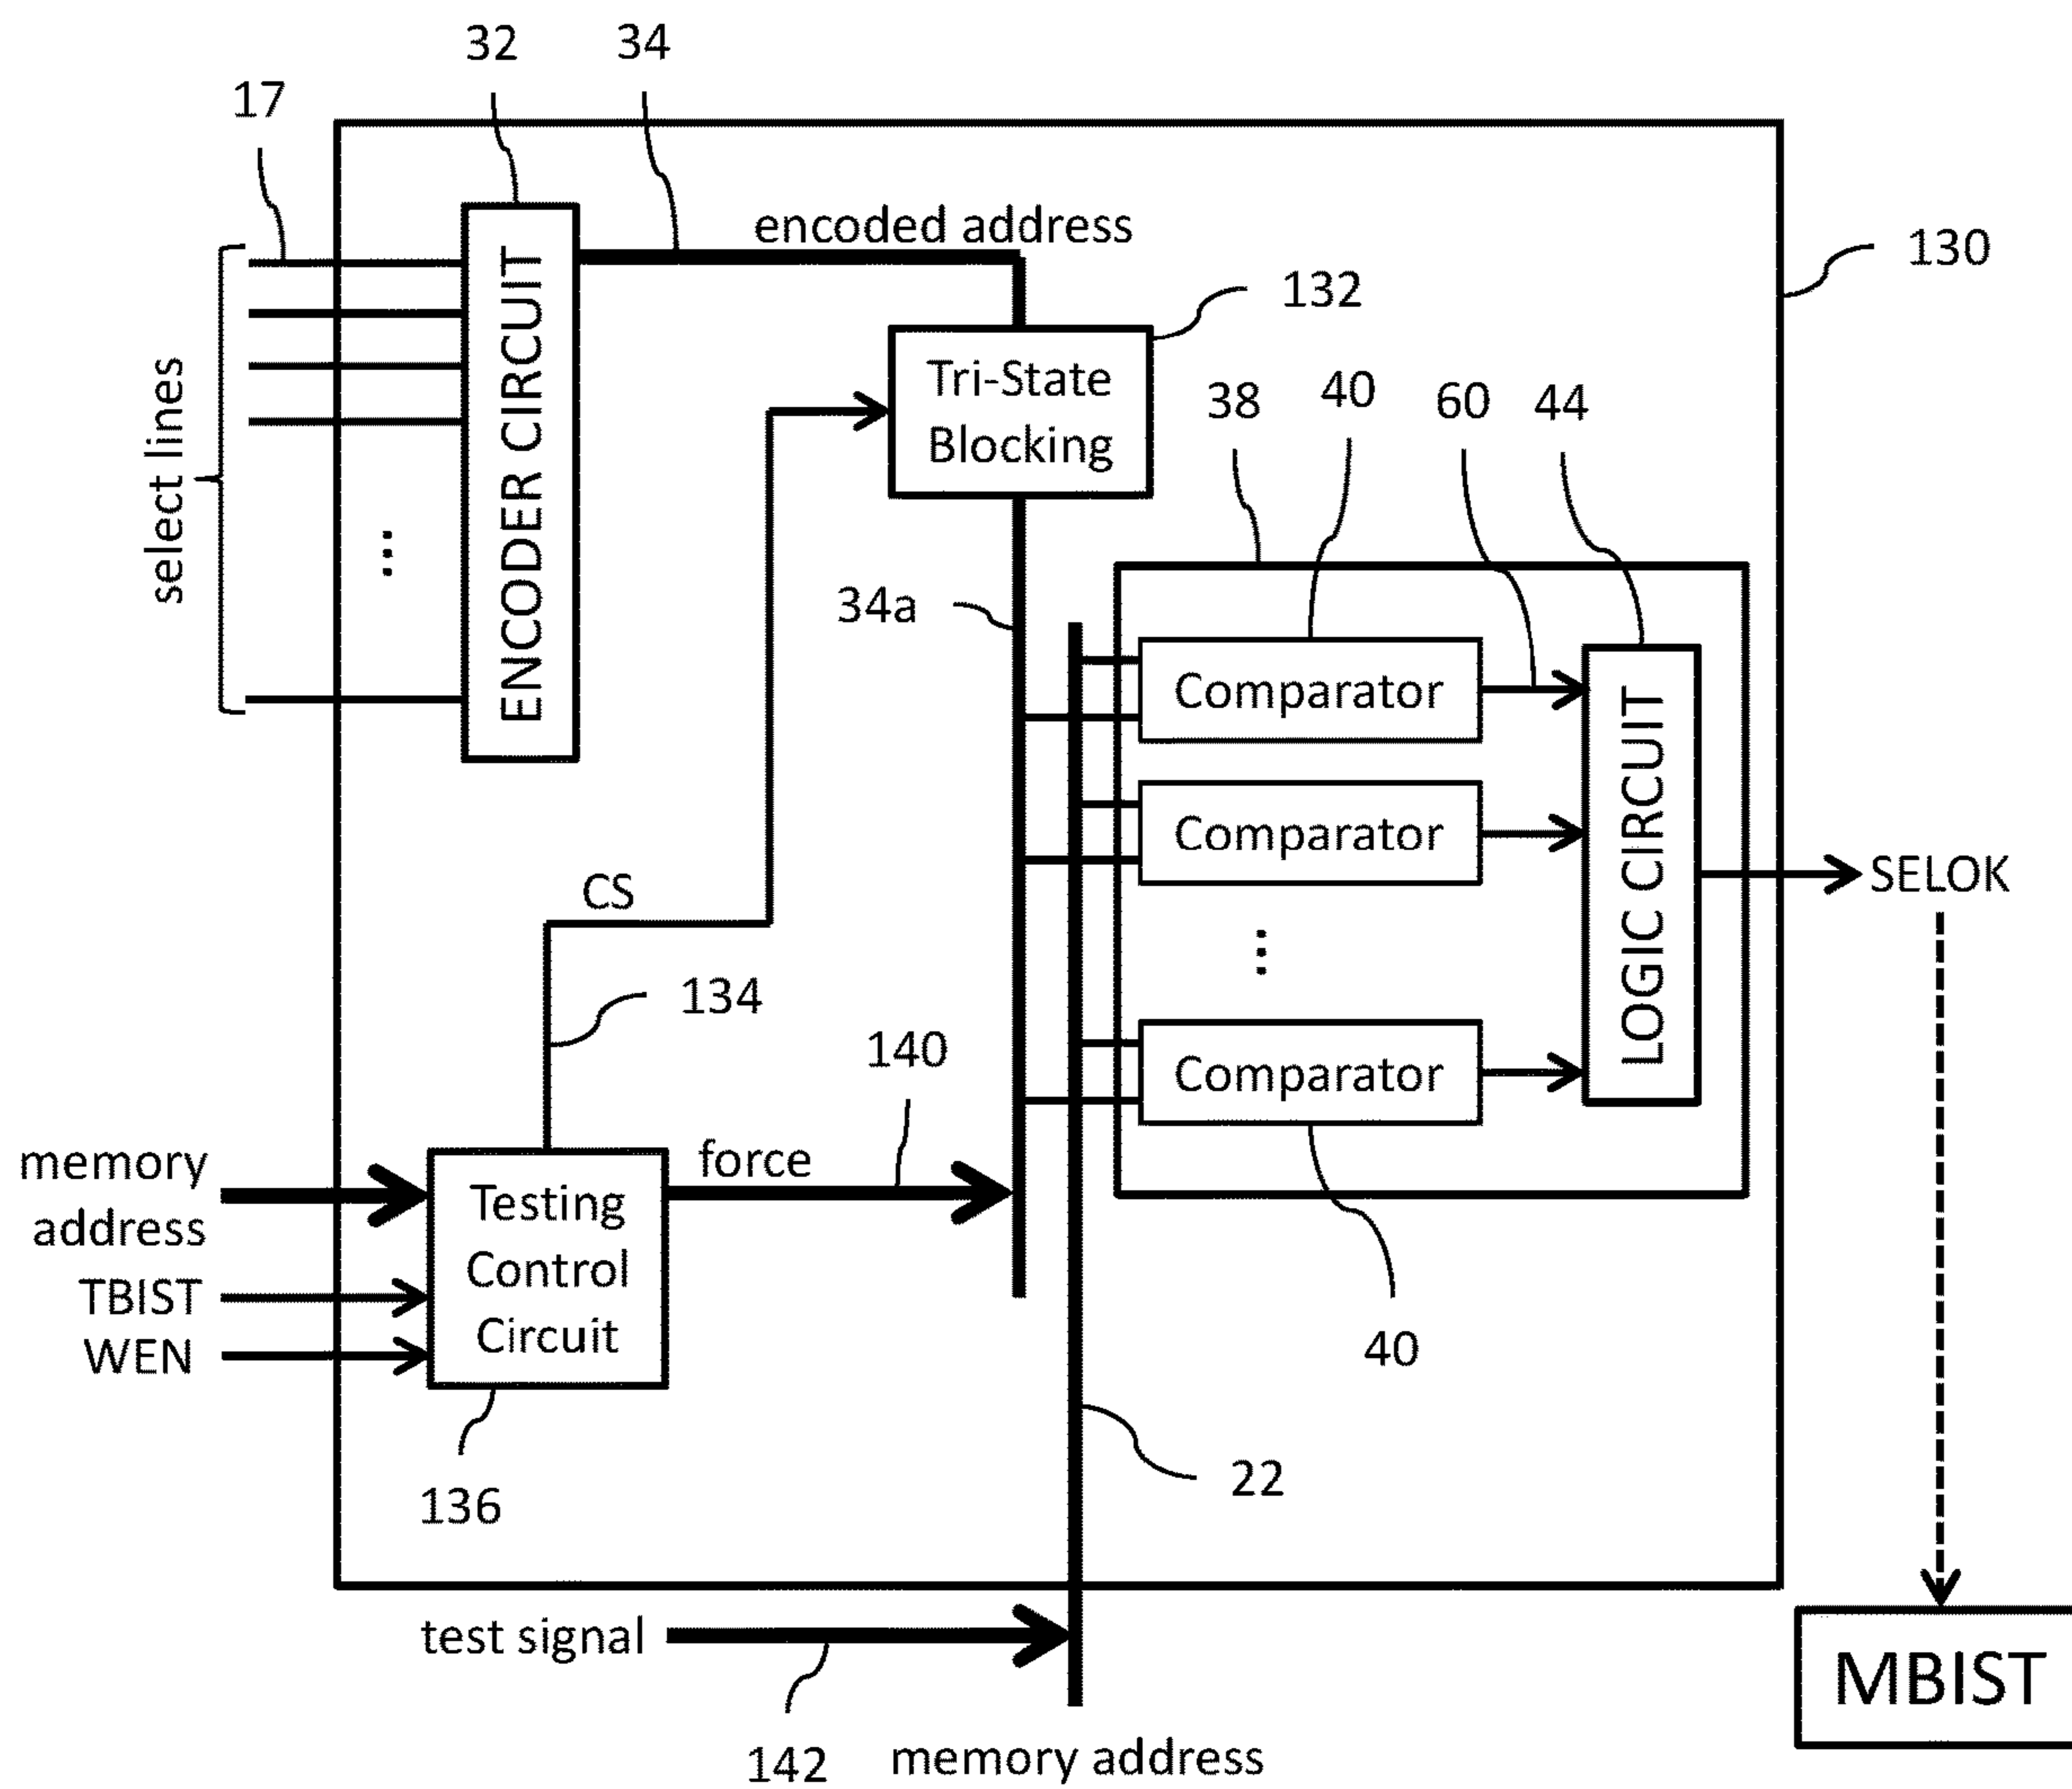 32
34
17
encoded address
130
132
select lines
ENCODER CIRCUIT
Tri-State
Blocking
38
40
60
44
34a
Comparator
Comparator
⋮
Comparator
LOGIC CIRCUIT
SELOK
CS
134
140
memory
address
TBIST
WEN
Testing
Control
Circuit
force
40
136
22
test signal
142
memory address
MBIST